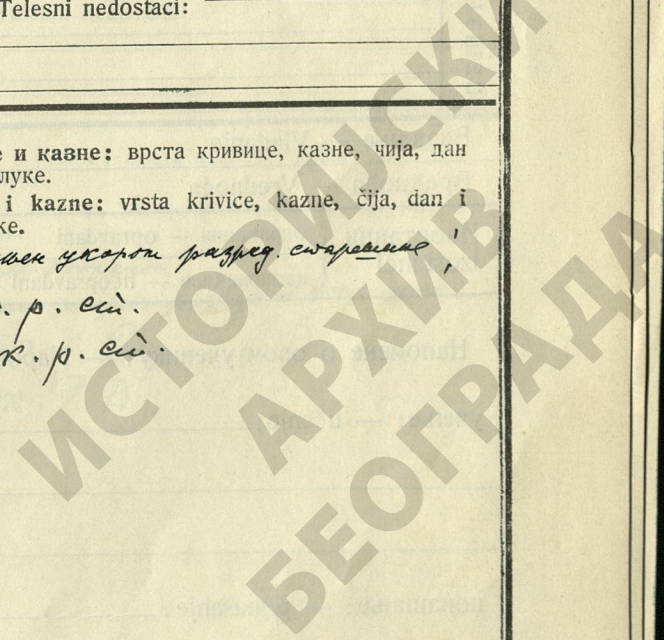 Telesni nedostaci:
е и казне: врста кривице, казне, чија, дан
луке.
i kazne: vrsta krivice, kazne, čija, dan i
ke.
шен укором разред. старешине;
. р. ст.
к. р. ст.
ИСТОРИЈСКИ
АРХИВ
БЕОГРАДА